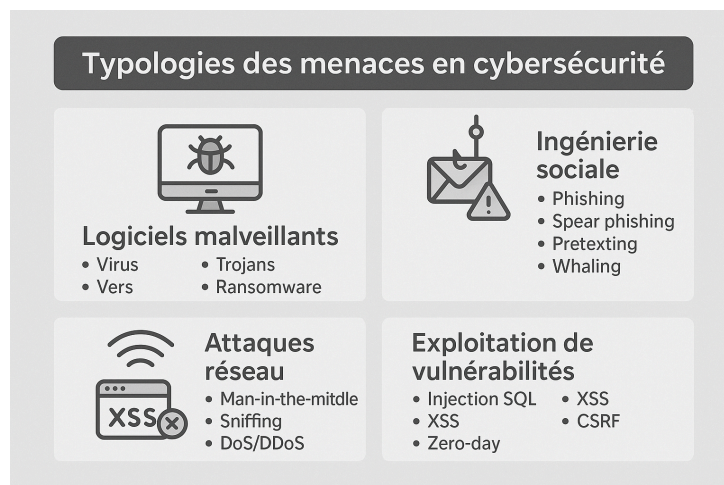 Typologies des menaces en cybersécurité
Logiciels malveillants
• Virus
• Vers
• Trojans
• Ransomware
Ingénierie
sociale
• Phishing
• Spear phishing
• Pretexting
• Whaling
XSS
Attaques
réseau
• Man-in-the-mitdle
• Sniffing
• DoS/DDoS
Exploitation de
vulnérabilités
• Injection SQL
• XSS
• Zero-day
• XSS
• CSRF